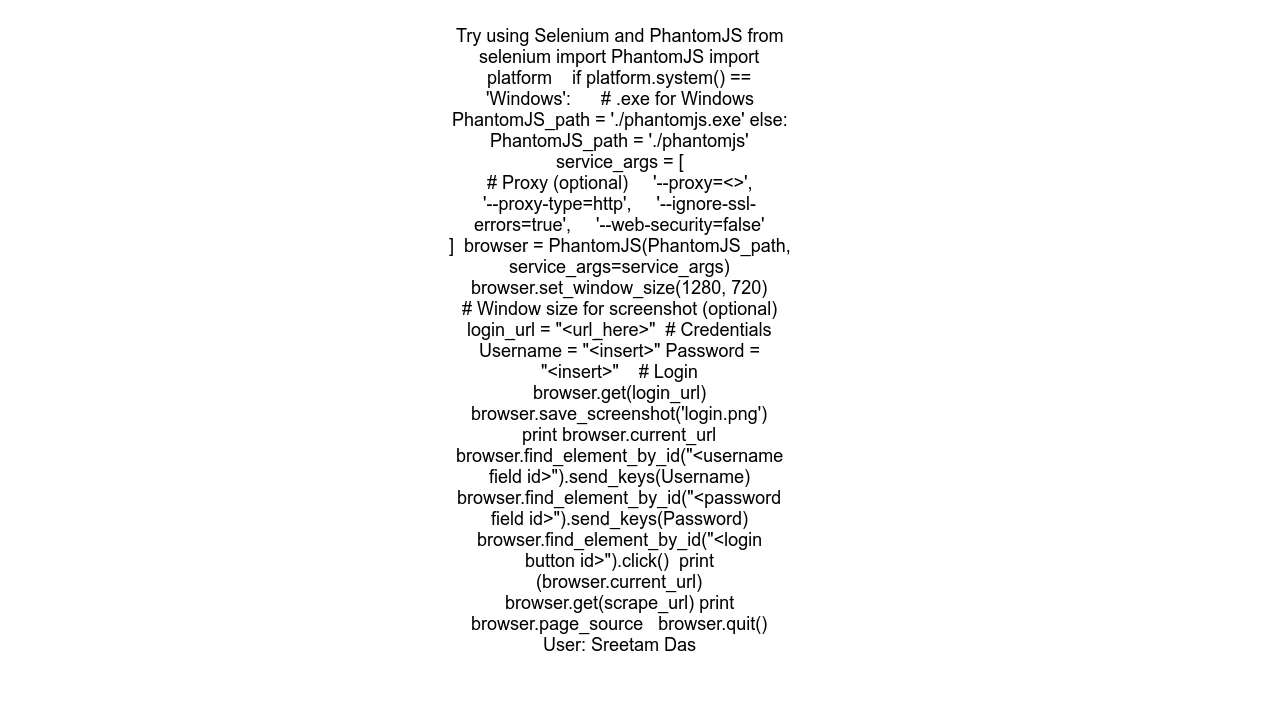 Try using Selenium and PhantomJS from
selenium import PhantomJS import
platform    if platform.system() ==
'Windows':      # .exe for Windows
PhantomJS_path = './phantomjs.exe' else:
PhantomJS_path = './phantomjs'
service_args = [
# Proxy (optional)     '--proxy=<>',
'--proxy-type=http',     '--ignore-ssl-
errors=true',     '--web-security=false'
]  browser = PhantomJS(PhantomJS_path,
service_args=service_args)
browser.set_window_size(1280, 720)
# Window size for screenshot (optional)
login_url = "<url_here>"  # Credentials
Username = "<insert>" Password =
"<insert>"    # Login
browser.get(login_url)
browser.save_screenshot('login.png')
print browser.current_url
browser.find_element_by_id("<username
field id>").send_keys(Username)
browser.find_element_by_id("<password
field id>").send_keys(Password)
browser.find_element_by_id("<login
button id>").click()  print
(browser.current_url)
browser.get(scrape_url) print
browser.page_source   browser.quit()
User: Sreetam Das